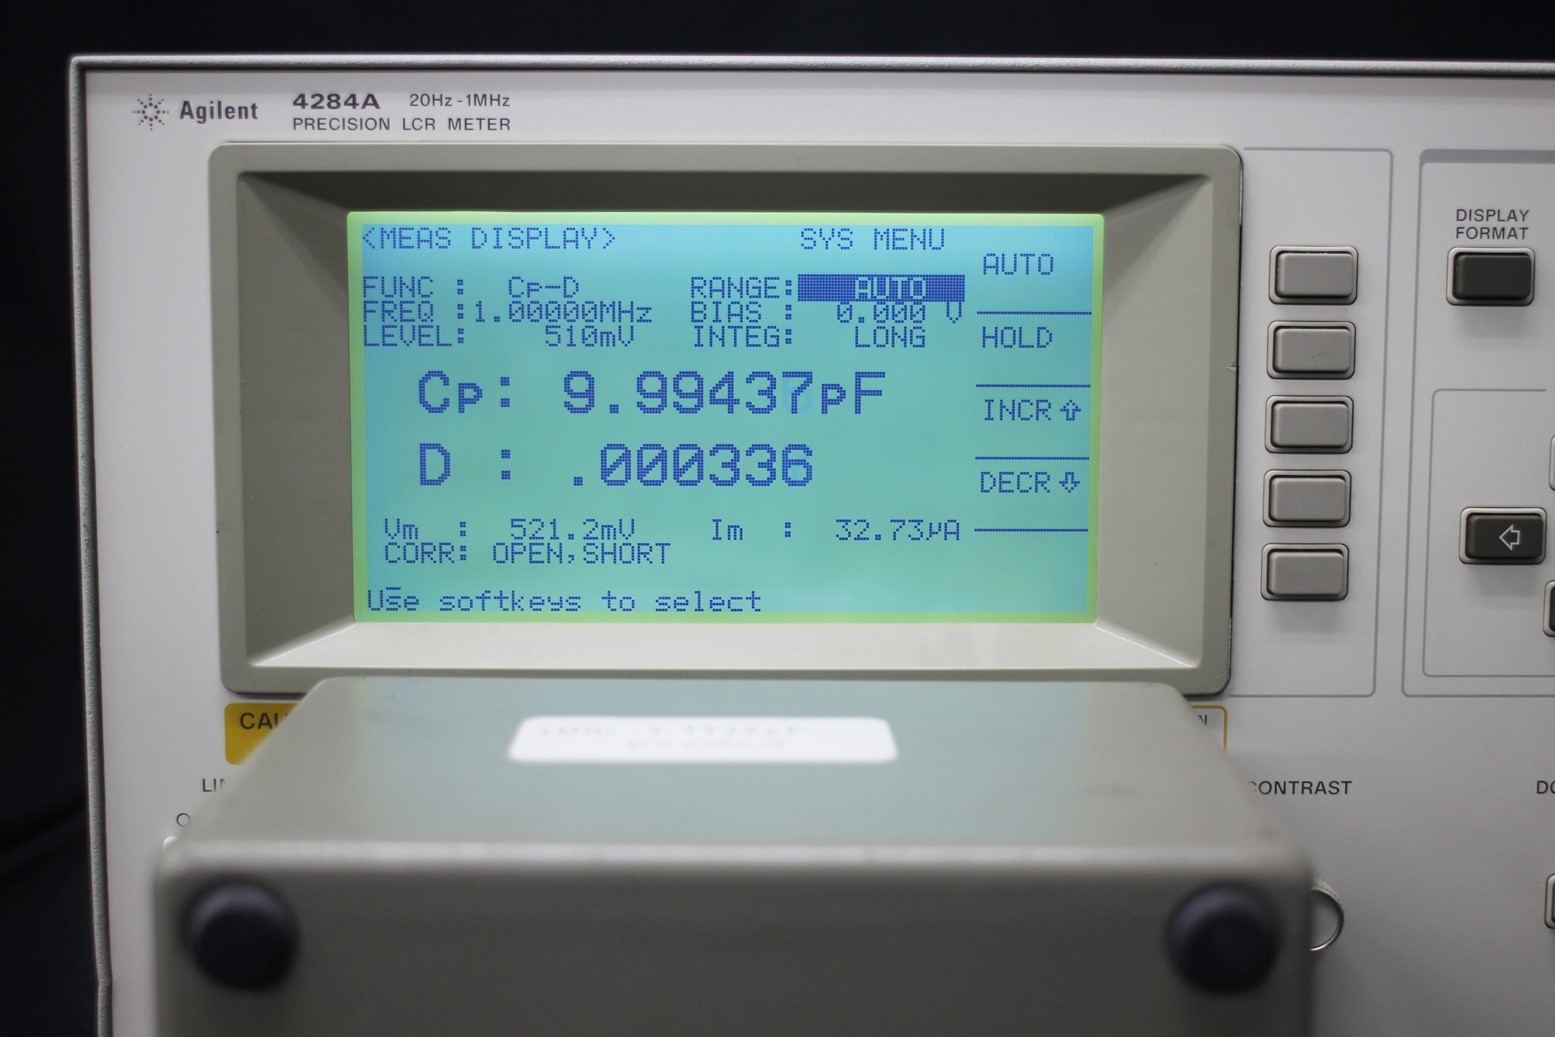 Agilent 4284A 20Hz-1MHz
PRECISION LCR METER
<MEAS DISPLAY> SYS MENU
AUTO
FUNC : Cp-D RANGE: AUTO
FREQ :1.00000MHz BIAS : 0.000 V
LEVEL: 510mV INTEG: LONG
HOLD
Cp: 9.99437pF
INCR⇧
D : .000336
DECR⇩
Vm : 521.2mV Im : 32.73µA
CORR: OPEN,SHORT
Use softkeys to select
DISPLAY
FORMAT
CONTRAST